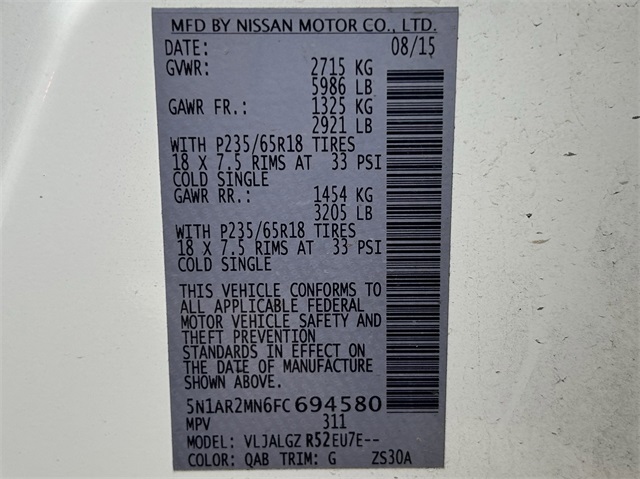 MFD BY NISSAN MOTOR CO., LTD.
DATE: 08/15
GVWR: 2715 KG
5986 LB
GAWR FR.: 1325 KG
2921 LB
WITH P235/65R18 TIRES
18 X 7.5 RIMS AT 33 PSI
COLD SINGLE
GAWR RR.: 1454 KG
3205 LB
WITH P235/65R18 TIRES
18 X 7.5 RIMS AT 33 PSI
COLD SINGLE
THIS VEHICLE CONFORMS TO
ALL APPLICABLE FEDERAL
MOTOR VEHICLE SAFETY AND
THEFT PREVENTION
STANDARDS IN EFFECT ON
THE DATE OF MANUFACTURE
SHOWN ABOVE.
5N1AR2MN6FC694580
MPV 311
MODEL: VLJALGZ R52EU7E--
COLOR: QAB TRIM: G ZS30A